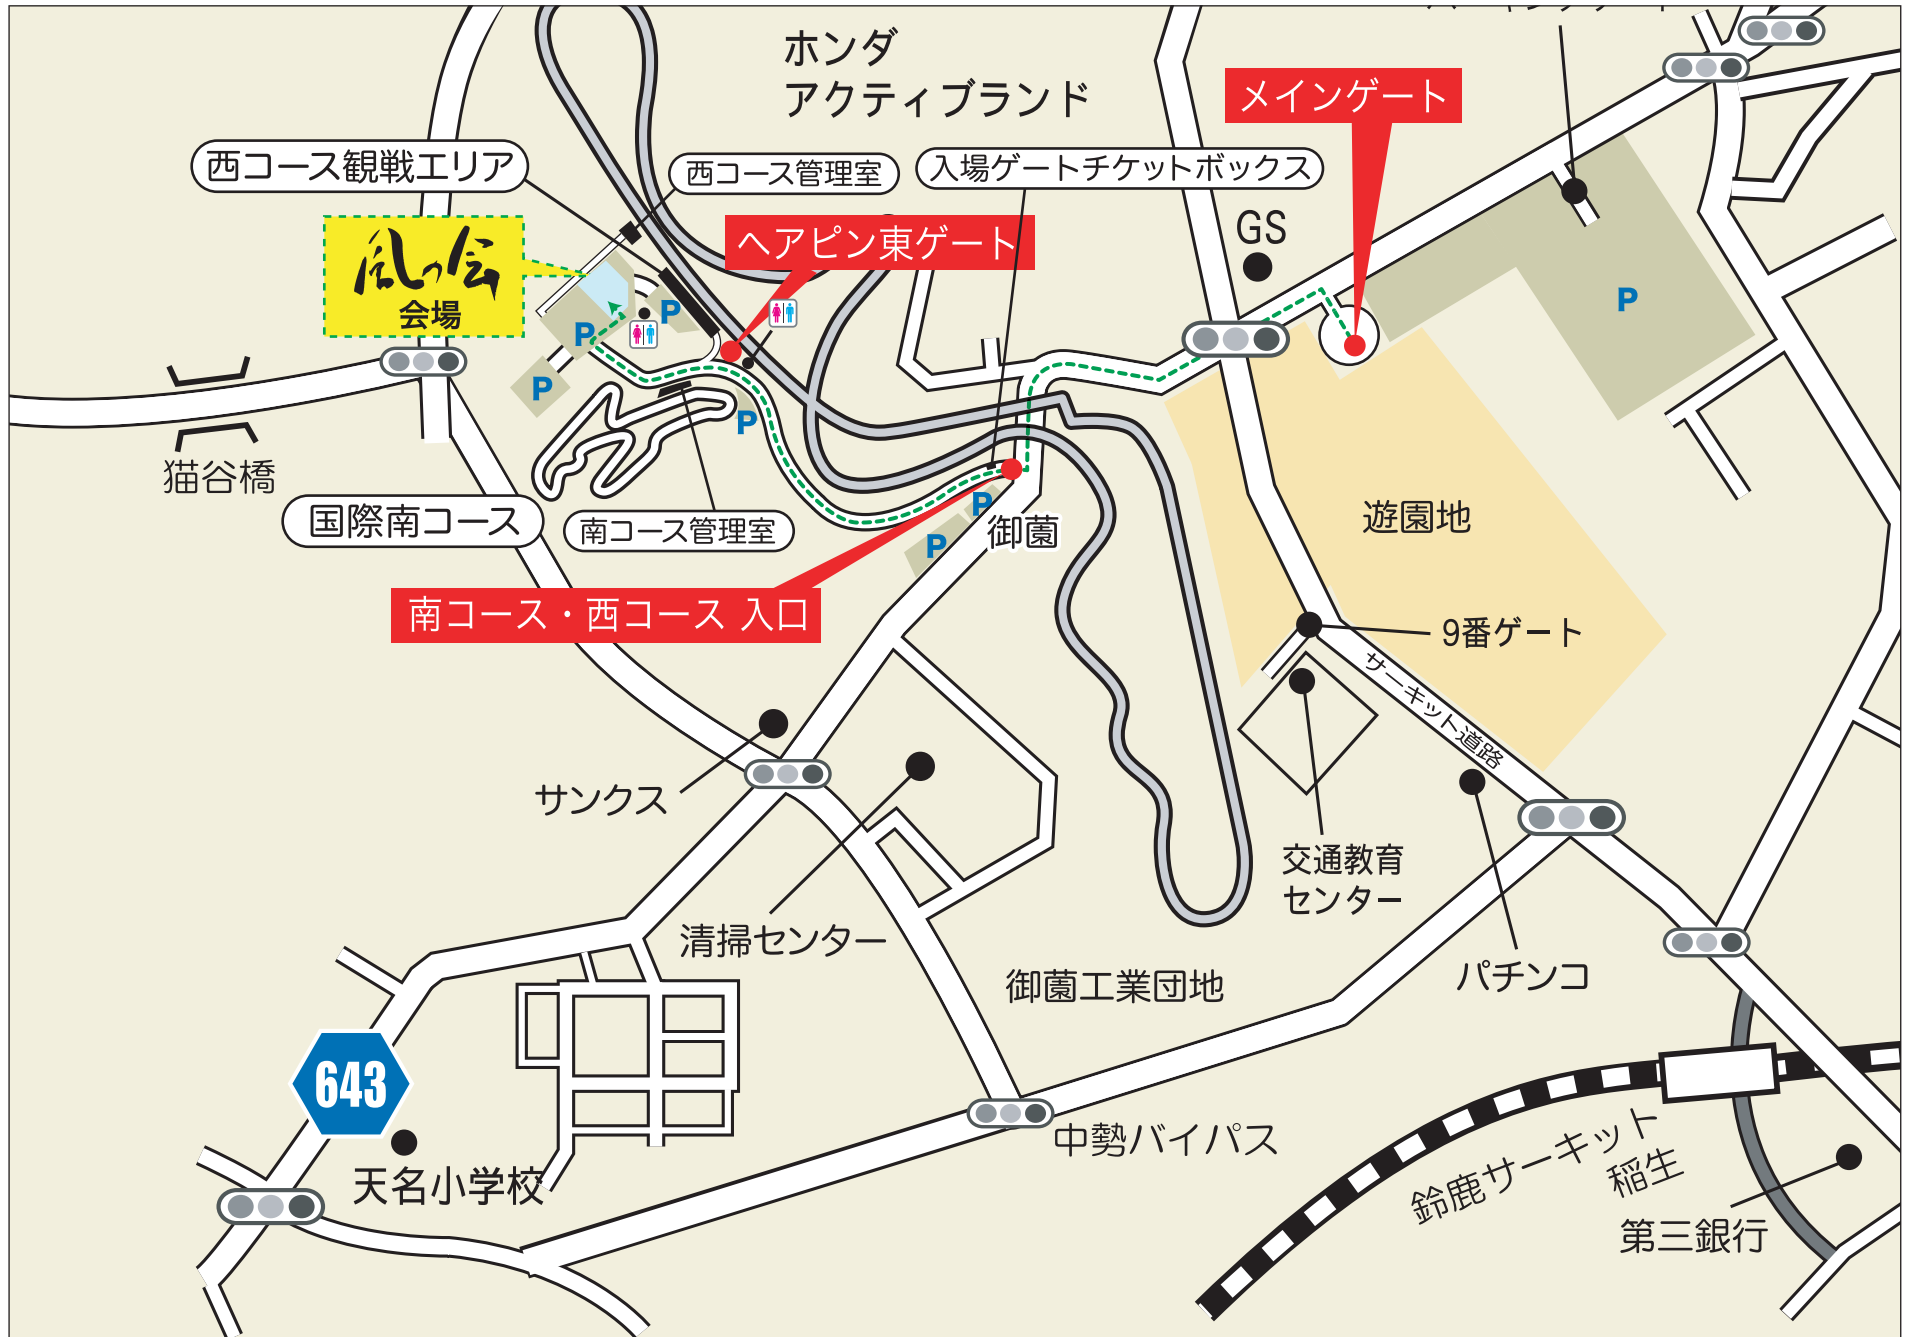 ホンダ
アクティブランド
メインゲート
西コース観戦エリア
西コース管理室
入場ゲートチケットボックス
ヘアピン東ゲート
GS
風の会
会場
P
P
P
P
P
P
P
猫谷橋
国際南コース
南コース管理室
御薗
遊園地
南コース・西コース 入口
9番ゲート
サーキット道路
サンクス
交通教育
センター
清掃センター
パチンコ
御薗工業団地
643
中勢バイパス
天名小学校
鈴鹿サーキット
稲生
第三銀行